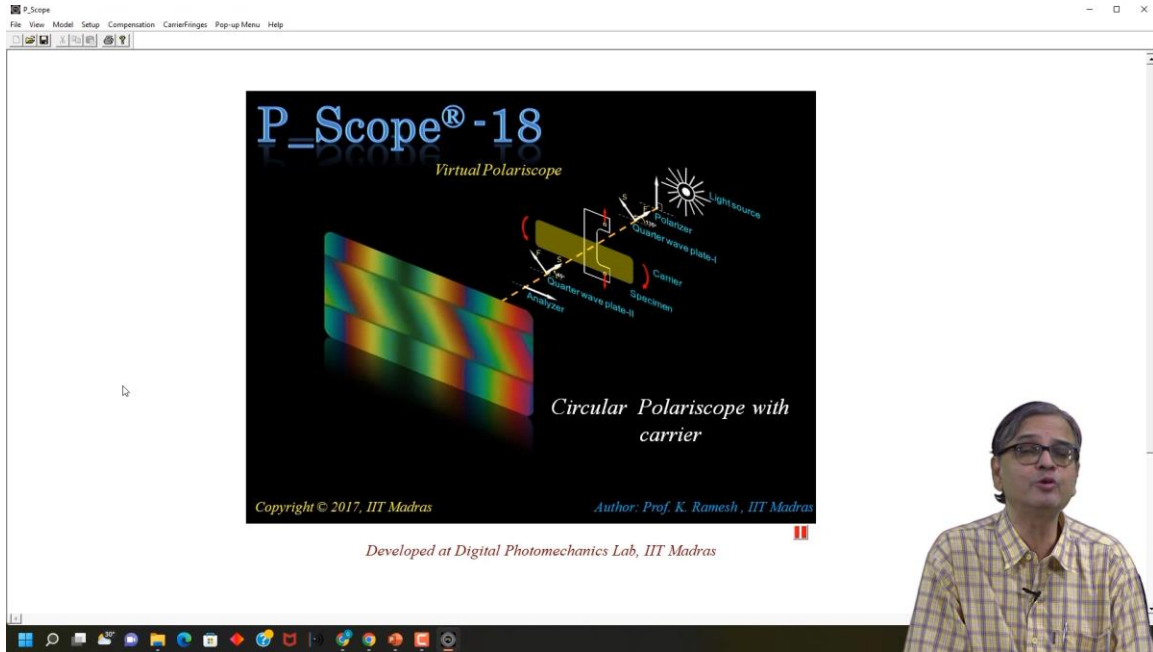 P_Scope
File View Model Setup Compensation CarrierFringes Pop-up Menu Help
P_Scope® -18
Virtual Polariscope
Light source
S
F
Polarizer
Quarter wave plate-I
Carrier
Specimen
F
S
Quarter wave plate-II
Analyzer
Circular Polariscope with
carrier
Copyright © 2017, IIT Madras
Author: Prof. K. Ramesh , IIT Madras
Developed at Digital Photomechanics Lab, IIT Madras
30°